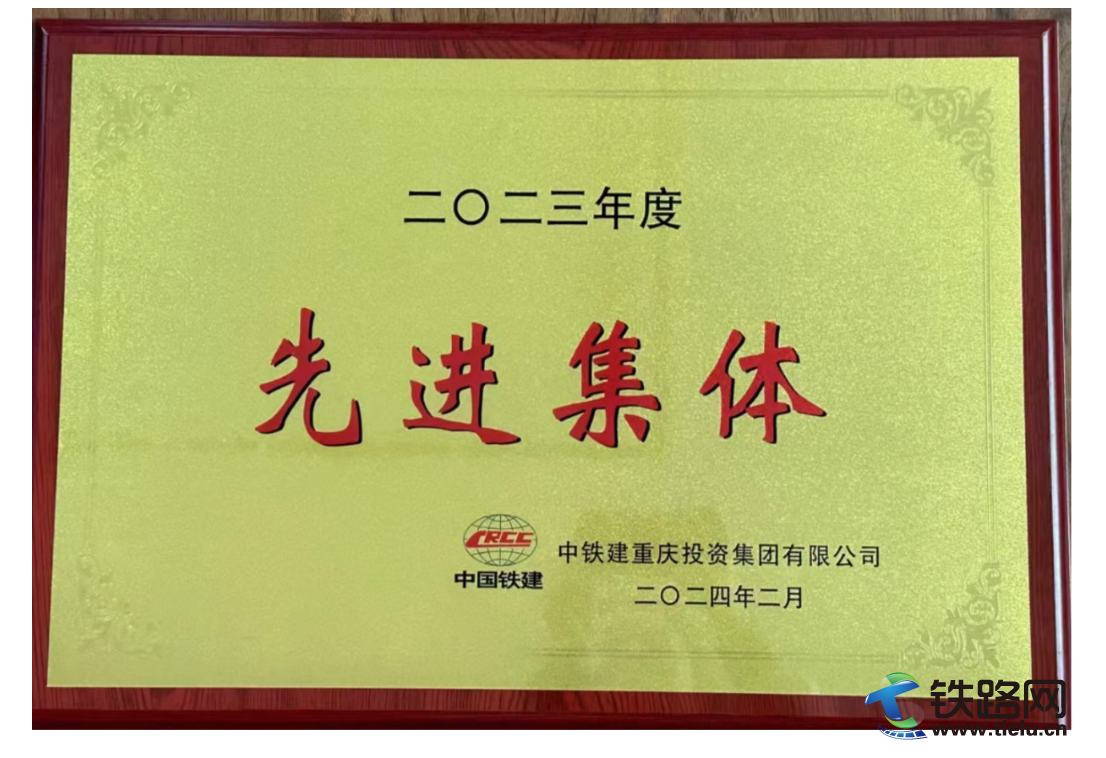 二〇二三年度
先进集体
CRCC
中国铁建
中铁建重庆投资集团有限公司
二〇二四年二月
铁路网
www.tielu.cn